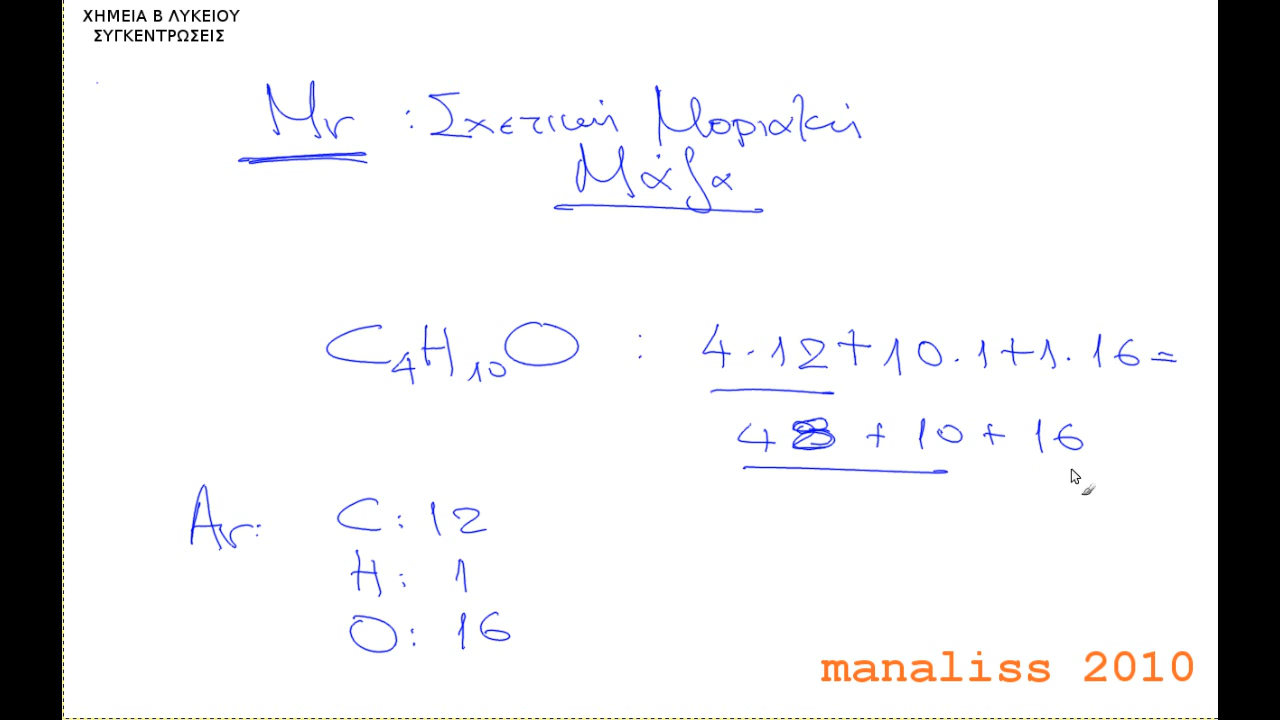 ΧΗΜΕΙΑ Β ΛΥΚΕΙΟΥ
ΣΥΓΚΕΝΤΡΩΣΕΙΣ
Mr : Σχετική Μοριακή
Μάζα
C₄H₁₀O : 4·12+10·1+1·16=
48 + 10 + 16
Ar: C: 12
H: 1
O: 16
manaliss 2010